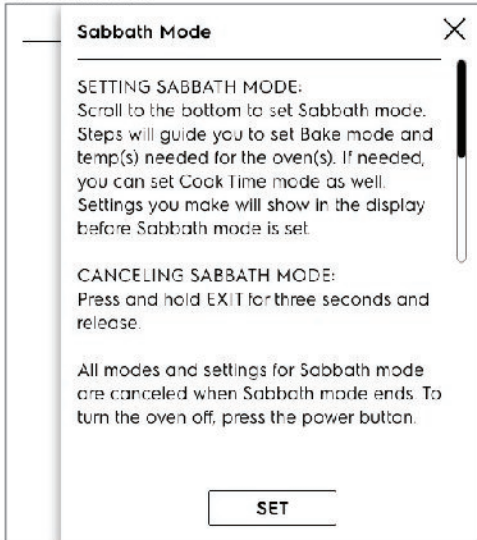 Sabbath Mode
SETTING SABBATH MODE:
Scroll to the bottom to set Sabbath mode.
Steps will guide you to set Bake mode and
temp(s) needed for the oven(s). If needed,
you can set Cook Time mode as well.
Settings you make will show in the display
before Sabbath mode is set.
CANCELING SABBATH MODE:
Press and hold EXIT for three seconds and
release.
All modes and settings for Sabbath mode
are canceled when Sabbath mode ends. To
turn the oven off, press the power button.
SET